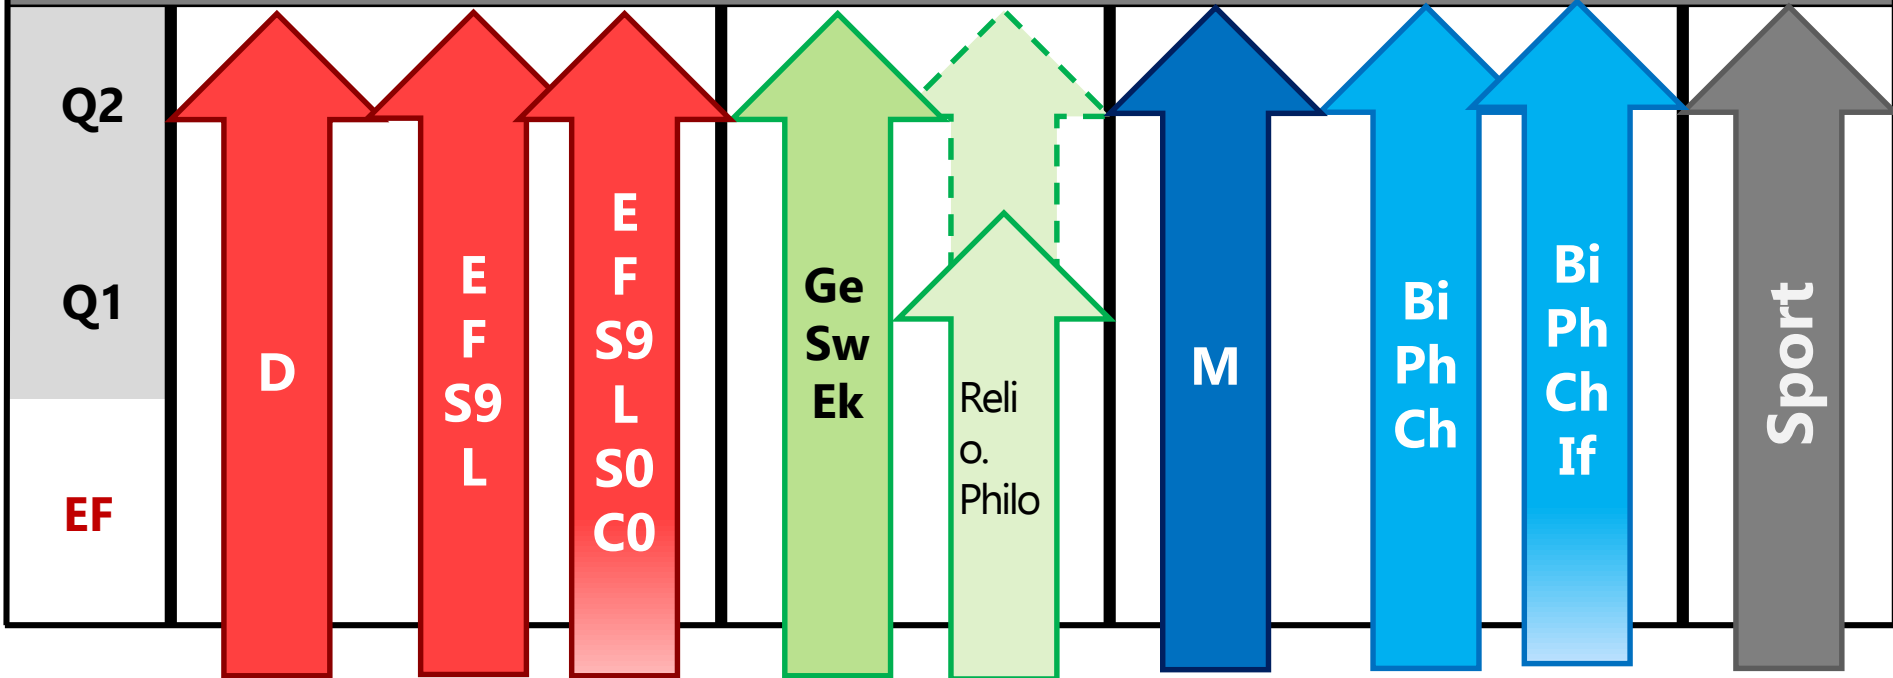 Q2
Q1
EF
D
E
F
S9
L
E
F
S9
L
S0
C0
Ge
Sw
Ek
Reli
o.
Philo
M
Bi
Ph
Ch
Bi
Ph
Ch
If
Sport